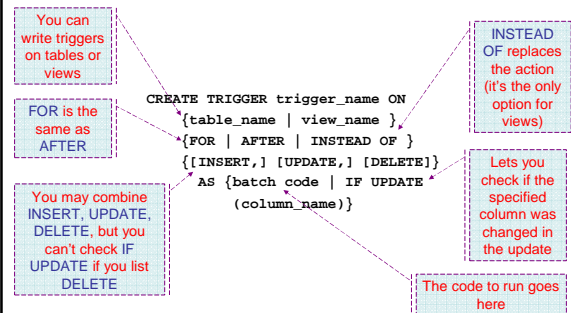 You can
write triggers
on tables or
views
INSTEAD
OF replaces
the action
(it's the only
option for
views)
CREATE TRIGGER trigger_name ON
{table_name | view_name }
{FOR | AFTER | INSTEAD OF }
{[INSERT,] [UPDATE,] [DELETE]}
AS {batch code | IF UPDATE
(column_name)}
FOR is the
same as
AFTER
Lets you
check if the
specified
column was
changed in
the update
You may combine
INSERT, UPDATE,
DELETE, but you
can't check IF
UPDATE if you list
DELETE
The code to run goes
here